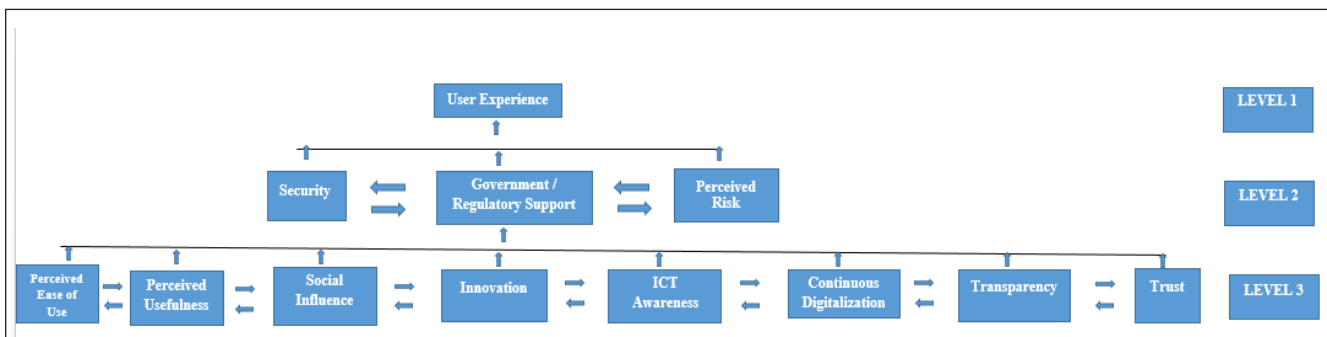 User Experience
LEVEL 1
Security
Government /
Regulatory Support
Perceived
Risk
LEVEL 2
Perceived
Ease of
Use
Perceived
Usefulness
Social
Influence
Innovation
ICT
Awareness
Continuous
Digitalization
Transparency
Trust
LEVEL 3